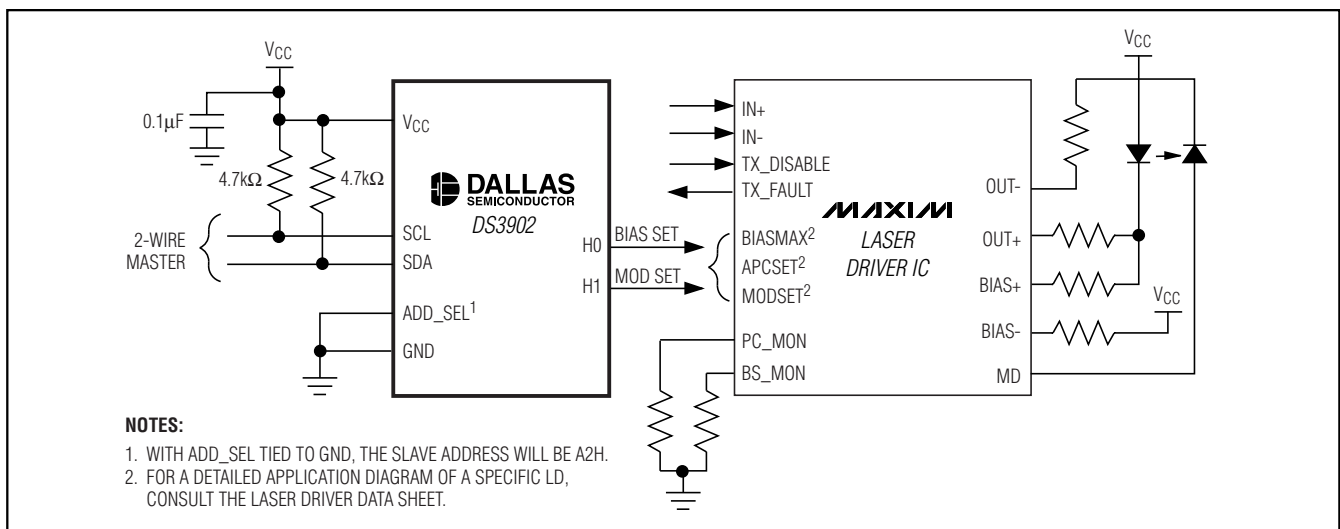 VCC
0.1µF
4.7kΩ
4.7kΩ
2-WIRE
MASTER
VCC
SCL
SDA
ADD_SEL1
GND
DALLAS
SEMICONDUCTOR
DS3902
H0
H1
BIAS SET
MOD SET
IN+
IN-
TX_DISABLE
TX_FAULT
BIASMAX2
APCSET2
MODSET2
PC_MON
BS_MON
MAXIM
LASER
DRIVER IC
OUT-
OUT+
BIAS+
BIAS-
MD
VCC
VCC
NOTES:
1. WITH ADD_SEL TIED TO GND, THE SLAVE ADDRESS WILL BE A2H.
2. FOR A DETAILED APPLICATION DIAGRAM OF A SPECIFIC LD,
CONSULT THE LASER DRIVER DATA SHEET.